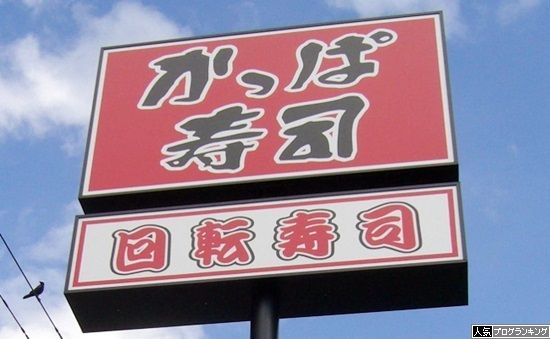 かっぱ
寿司
回転寿司
人気ブログランキング